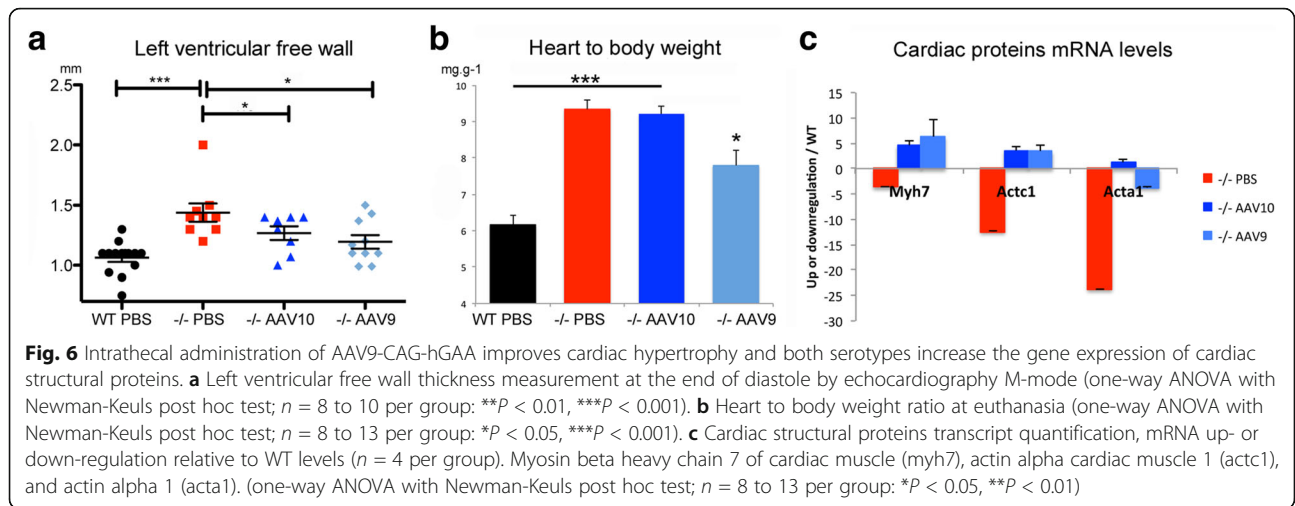 a
Left ventricular free wall
mm
2.5
2.0
1.5
1.0
***
*
*
WT PBS -/- PBS -/- AAV10 -/- AAV9
b
Heart to body weight
mg.g-1
10
9
8
7
6
5
4
***
*
WT PBS -/- PBS -/- AAV10 -/- AAV9
c
Cardiac proteins mRNA levels
Up or downregulation / WT
15
10
5
0
-5
-10
-15
-20
-25
-30
Myh7 Actc1 Acta1
-/- PBS
-/- AAV10
-/- AAV9
Fig. 6 Intrathecal administration of AAV9-CAG-hGAA improves cardiac hypertrophy and both serotypes increase the gene expression of cardiac
structural proteins. a Left ventricular free wall thickness measurement at the end of diastole by echocardiography M-mode (one-way ANOVA with
Newman-Keuls post hoc test; n = 8 to 10 per group: **P < 0.01, ***P < 0.001). b Heart to body weight ratio at euthanasia (one-way ANOVA with
Newman-Keuls post hoc test; n = 8 to 13 per group: *P < 0.05, ***P < 0.001). c Cardiac structural proteins transcript quantification, mRNA up- or
down-regulation relative to WT levels (n = 4 per group). Myosin beta heavy chain 7 of cardiac muscle (myh7), actin alpha cardiac muscle 1 (actc1),
and actin alpha 1 (acta1). (one-way ANOVA with Newman-Keuls post hoc test; n = 8 to 13 per group: *P < 0.05, **P < 0.01)